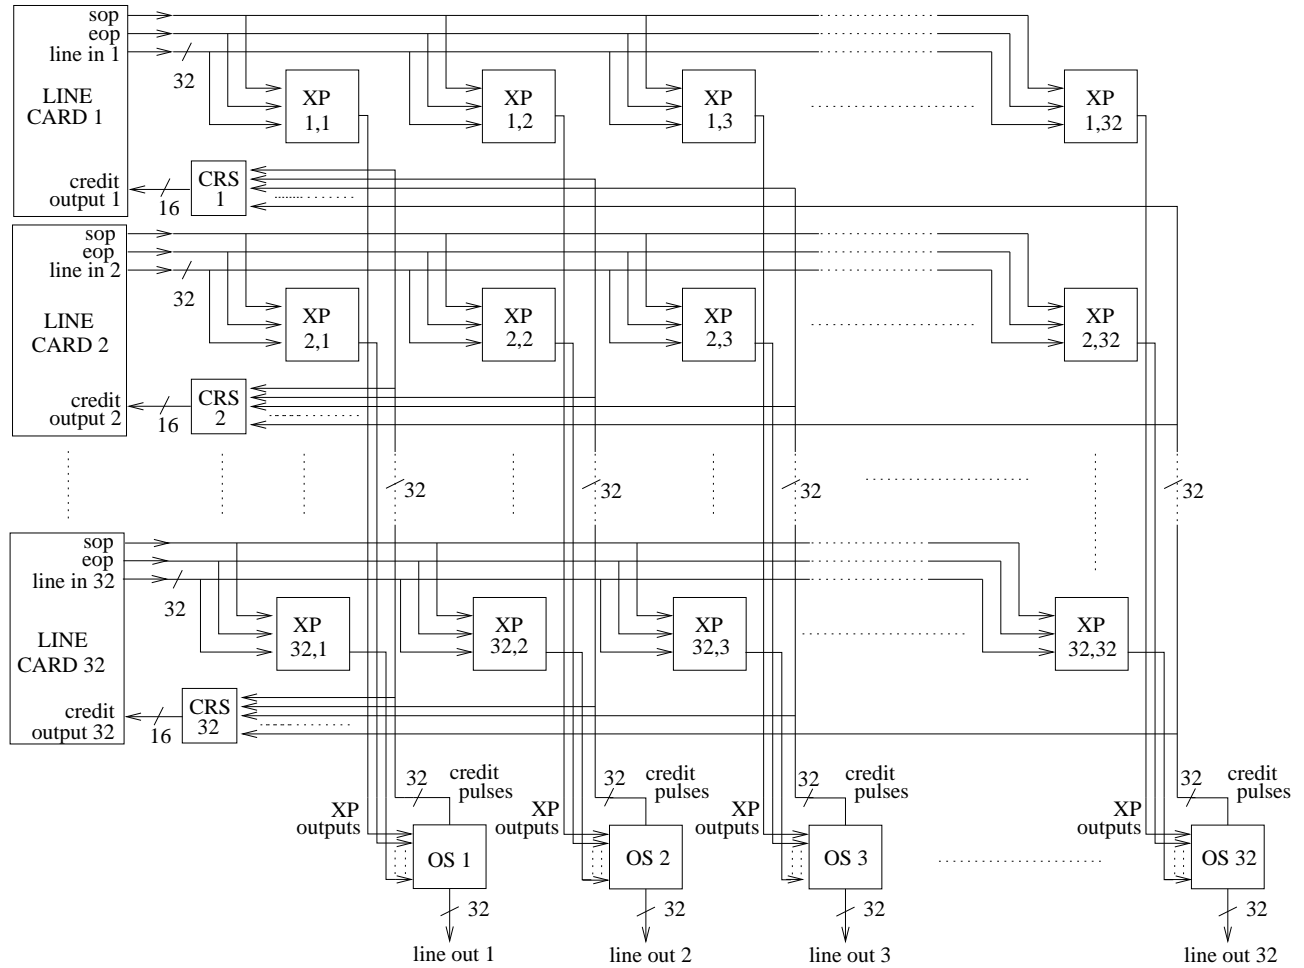 sop
eop
line in 1
32
LINE
CARD 1
XP
1,1
XP
1,2
XP
1,3
XP
1,32
credit
output 1
16
CRS
1
sop
eop
line in 2
32
LINE
CARD 2
XP
2,1
XP
2,2
XP
2,3
XP
2,32
credit
output 2
16
CRS
2
32
32
32
32
sop
eop
line in 32
32
LINE
CARD 32
XP
32,1
XP
32,2
XP
32,3
XP
32,32
credit
output 32
16
CRS
32
32
credit
pulses
32
credit
pulses
32
credit
pulses
32
credit
pulses
XP
outputs
XP
outputs
XP
outputs
XP
outputs
OS 1
OS 2
OS 3
OS 32
32
32
32
32
line out 1
line out 2
line out 3
line out 32